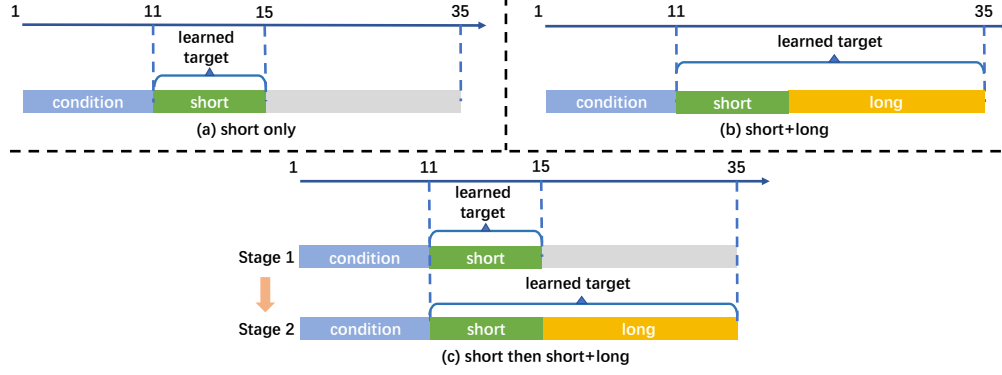 1 11 15 35
learned
target
condition short
(a) short only
1 11 35
learned target
condition short long
(b) short+long
1 11 15 35
learned
target
Stage 1 condition short
learned target
Stage 2 condition short long
(c) short then short+long